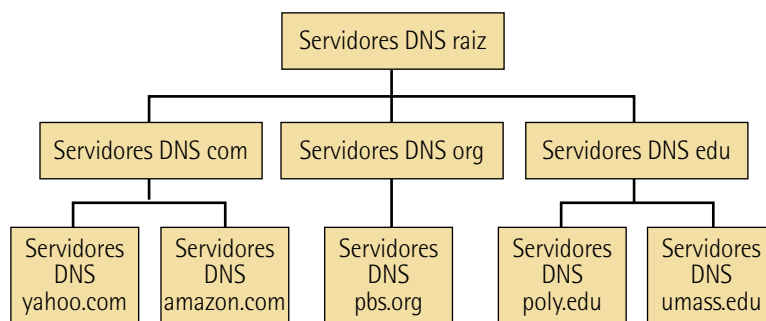 Servidores DNS raiz
Servidores DNS com
Servidores DNS org
Servidores DNS edu
Servidores
DNS
yahoo.com
Servidores
DNS
amazon.com
Servidores
DNS
pbs.org
Servidores
DNS
poly.edu
Servidores
DNS
umass.edu